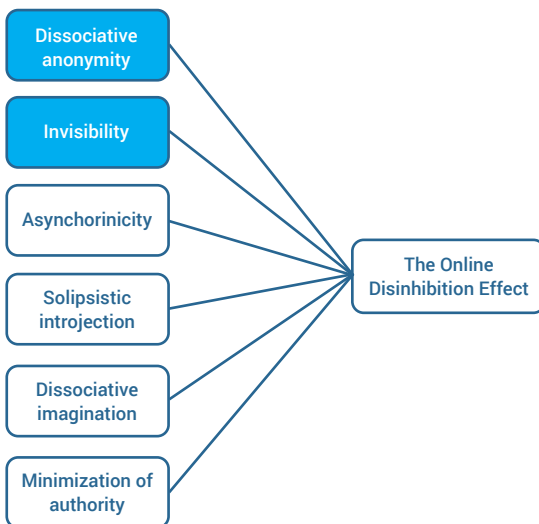 Dissociative
anonymity
Invisibility
Asynchorinicity
Solipsistic
introjection
Dissociative
imagination
Minimization of
authority
The Online
Disinhibition Effect